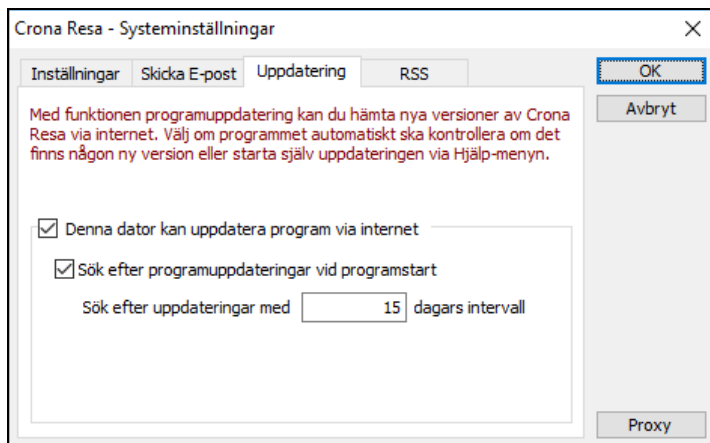 Crona Resa - Systeminställningar
Inställningar Skicka E-post Uppdatering RSS
OK
Avbryt
Med funktionen programuppdatering kan du hämta nya versioner av Crona
Resa via internet. Välj om programmet automatiskt ska kontrollera om det
finns någon ny version eller starta själv uppdateringen via Hjälp-menyn.
Denna dator kan uppdatera program via internet
Sök efter programuppdateringar vid programstart
Sök efter uppdateringar med 15 dagars intervall
Proxy